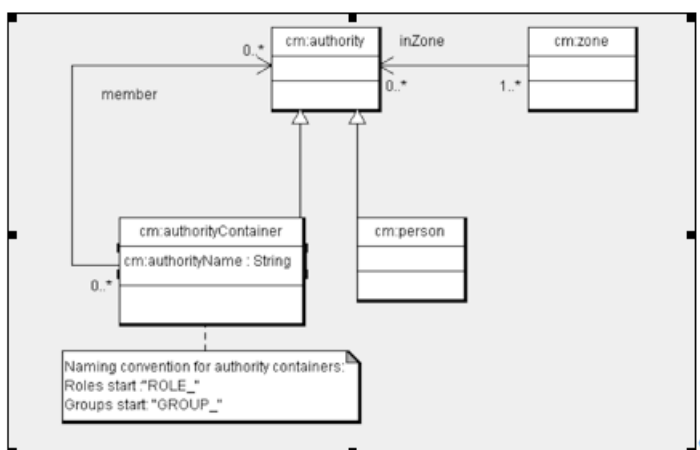 cm:authority
inZone
cm:zone
0..*
0..*
1..*
member
cm:authorityContainer
cm:person
cm:authorityName : String
0..*
Naming convention for authority containers:
Roles start :"ROLE_"
Groups start: "GROUP_"